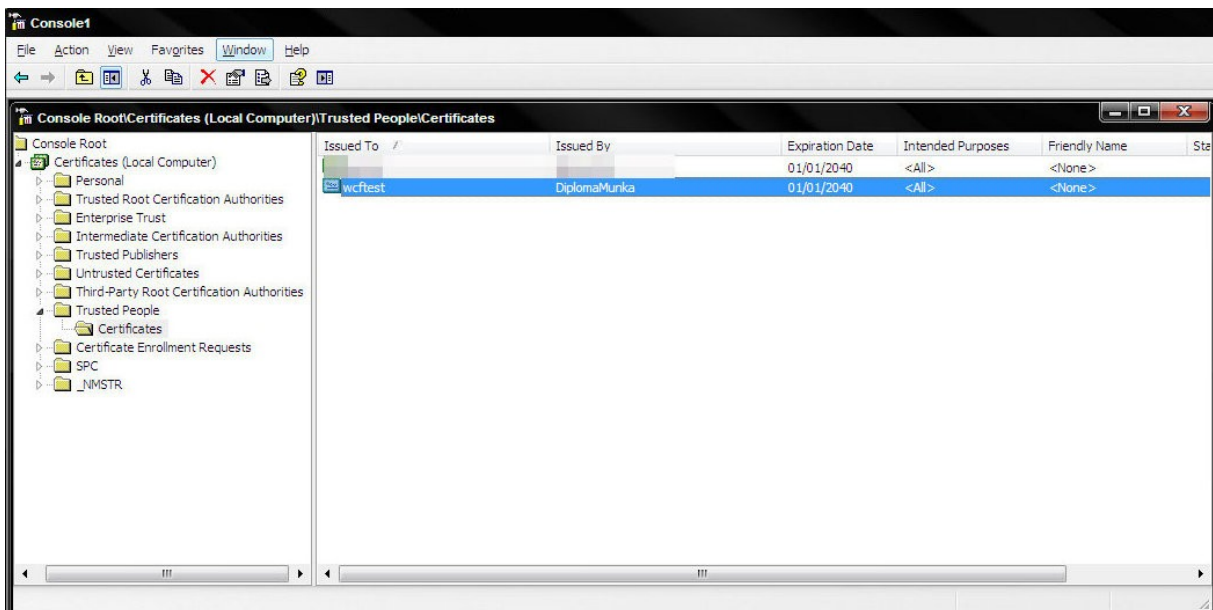 Console1
File Action View Favorites Window Help
Console Root\Certificates (Local Computer)\Trusted People\Certificates
Console Root
Certificates (Local Computer)
Personal
Trusted Root Certification Authorities
Enterprise Trust
Intermediate Certification Authorities
Trusted Publishers
Untrusted Certificates
Third-Party Root Certification Authorities
Trusted People
Certificates
Certificate Enrollment Requests
SPC
_NMSTR
Issued To Issued By Expiration Date Intended Purposes Friendly Name Sta
01/01/2040 <All> <None>
wcftest DiplomaMunka 01/01/2040 <All> <None>